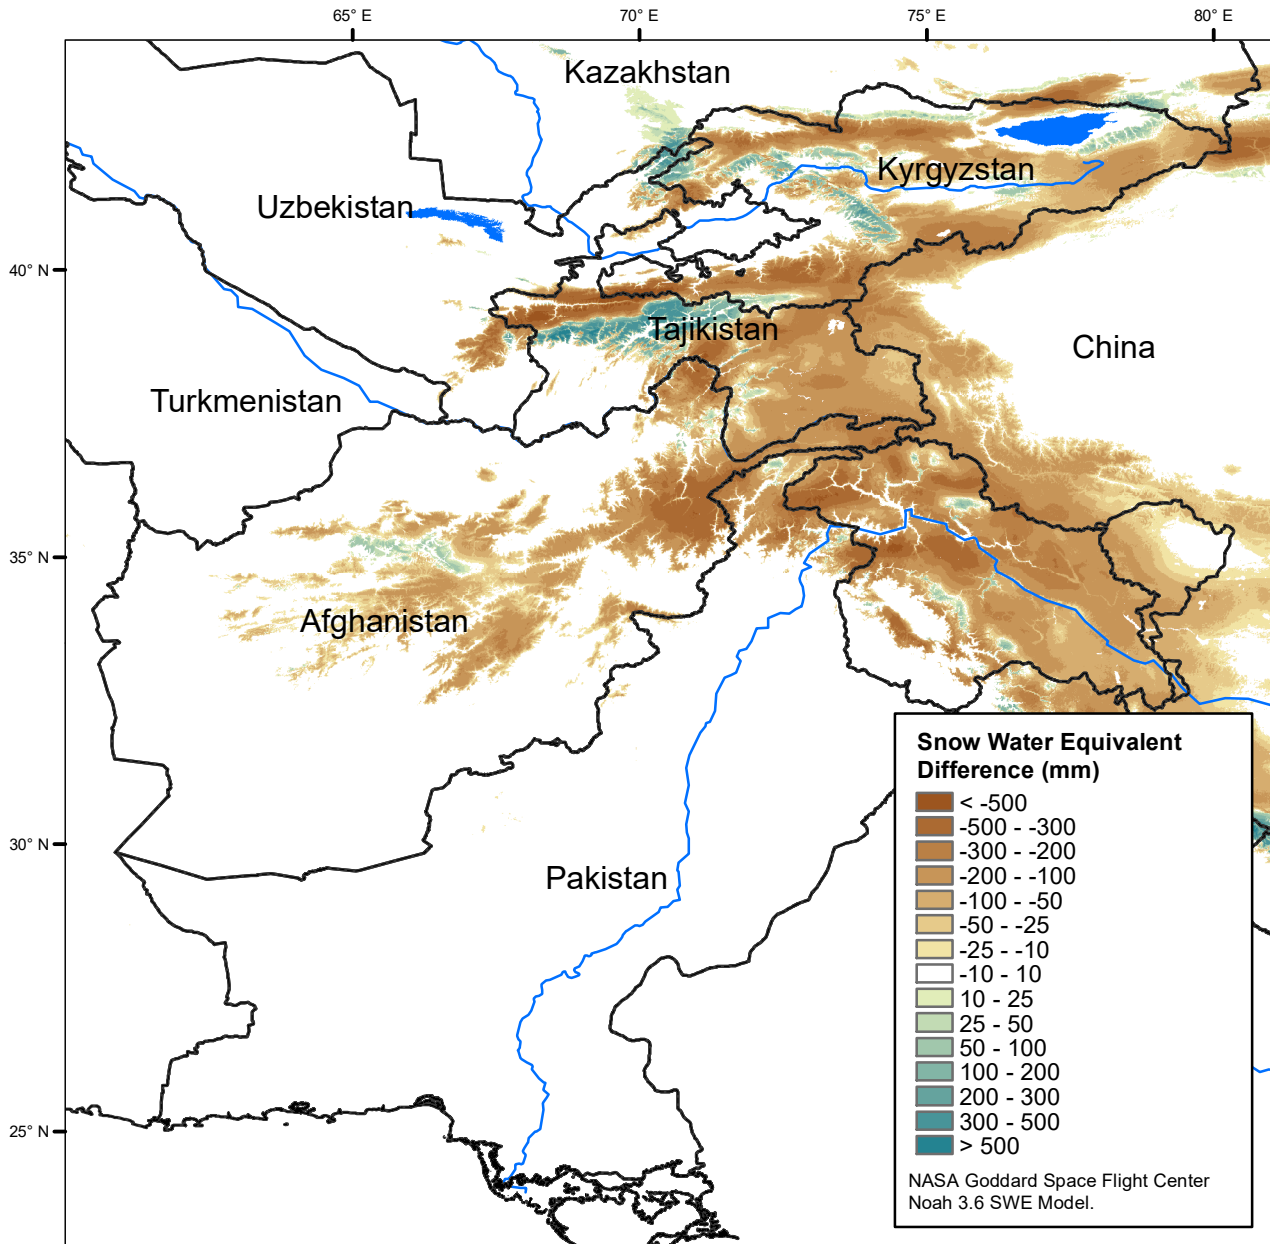 65° E
70° E
75° E
80° E
Kazakhstan
Kyrgyzstan
Uzbekistan
40° N
Tajikistan
China
Turkmenistan
35° N
Afghanistan
30° N
Pakistan
25° N
Snow Water Equivalent
Difference (mm)
< -500
-500 - -300
-300 - -200
-200 - -100
-100 - -50
-50 - -25
-25 - -10
-10 - 10
10 - 25
25 - 50
50 - 100
100 - 200
200 - 300
300 - 500
> 500
NASA Goddard Space Flight Center
Noah 3.6 SWE Model.